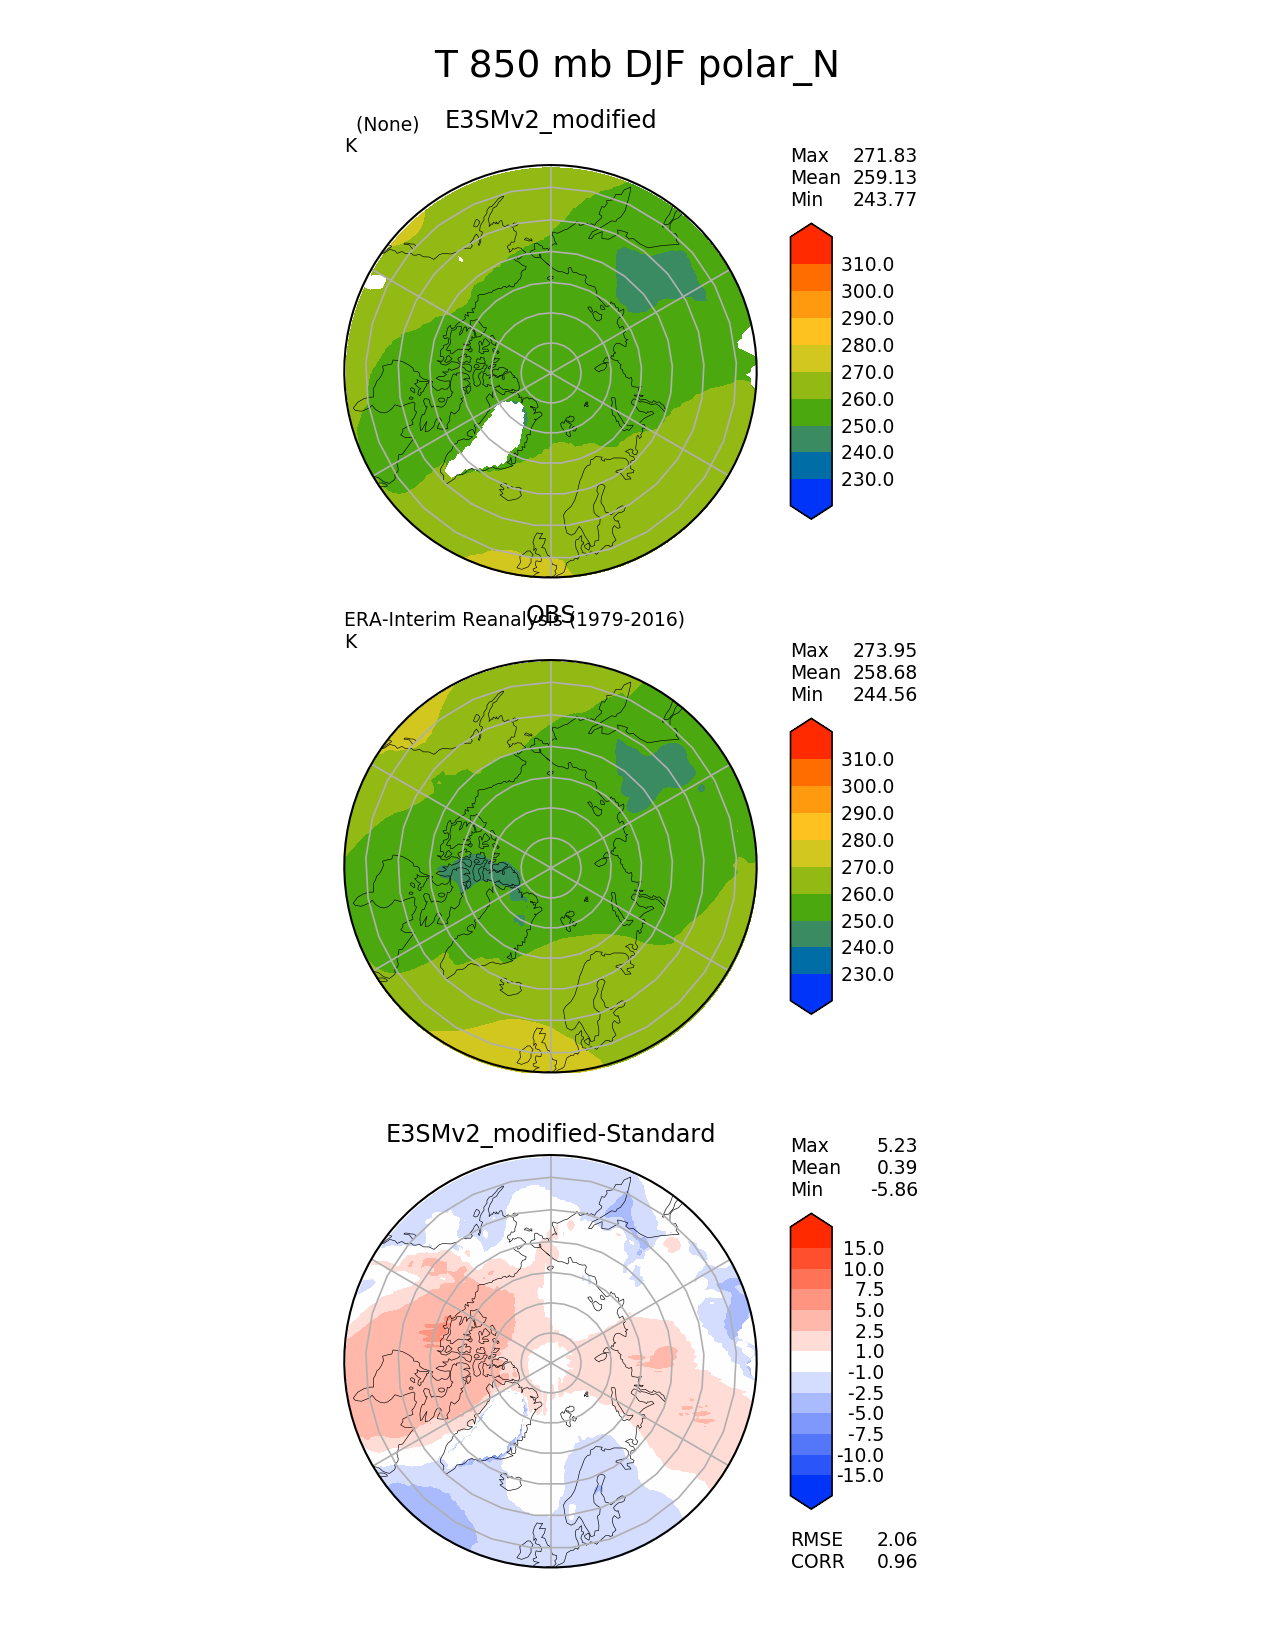 T 850 mb DJF polar_N
E3SMv2_modified
(None)
K
Max 271.83
Mean 259.13
Min 243.77
310.0
300.0
290.0
280.0
270.0
260.0
250.0
240.0
230.0
OBS
ERA-Interim Reanalysis (1979-2016)
K
Max 273.95
Mean 258.68
Min 244.56
310.0
300.0
290.0
280.0
270.0
260.0
250.0
240.0
230.0
E3SMv2_modified-Standard
Max 5.23
Mean 0.39
Min -5.86
15.0
10.0
7.5
5.0
2.5
1.0
-1.0
-2.5
-5.0
-7.5
-10.0
-15.0
RMSE 2.06
CORR 0.96